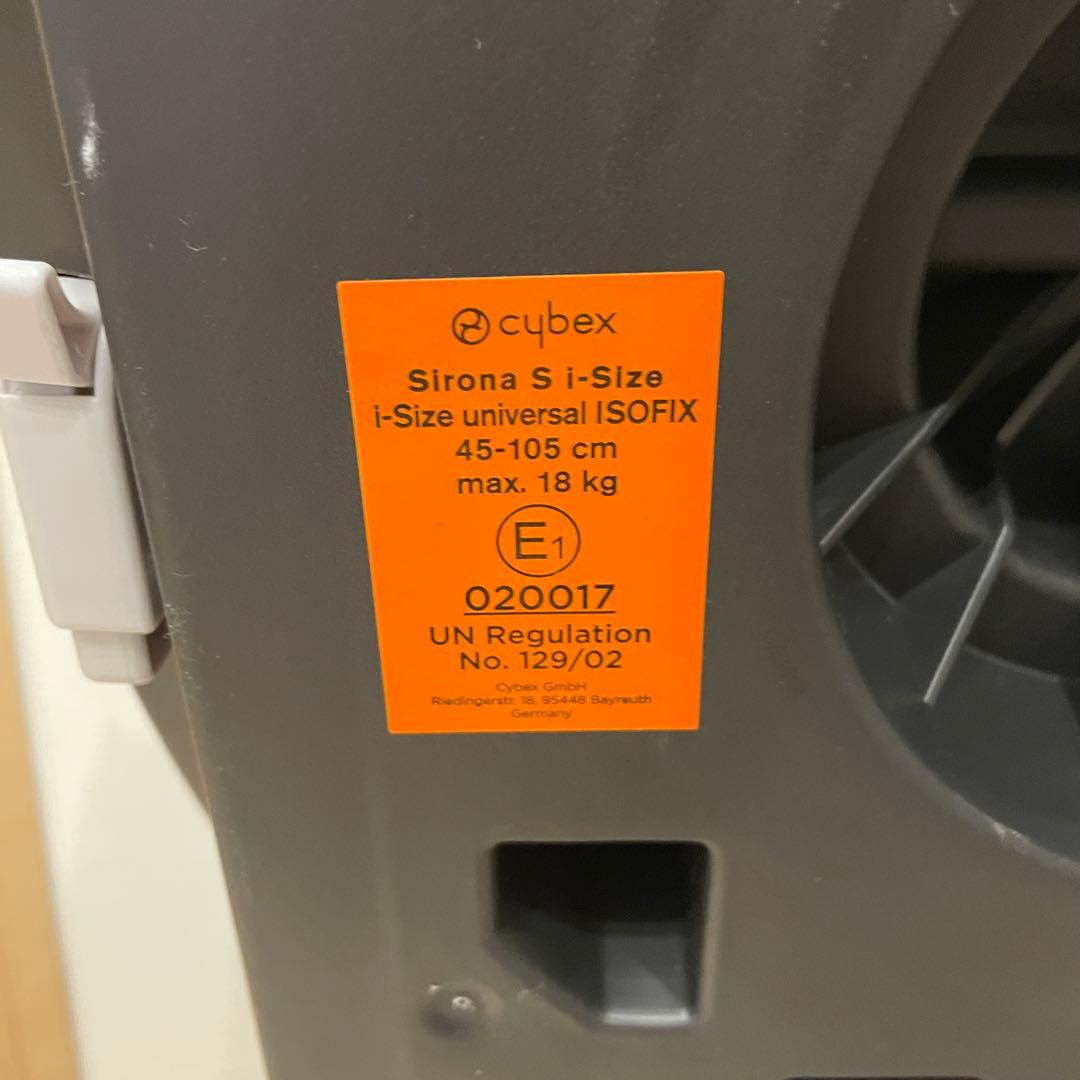 cybex
Sirona S i-Size
i-Size universal ISOFIX
45-105 cm
max. 18 kg
E1
020017
UN Regulation
No. 129/02
Cybex GmbH
Riedingerstr. 18, 95448 Bayreuth
Germany